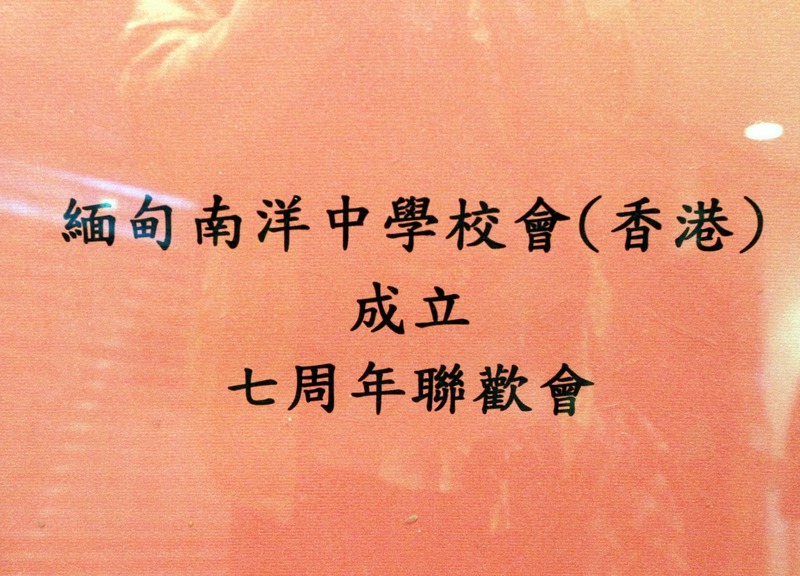 緬甸南洋中學校會(香港)
成立
七周年聯歡會